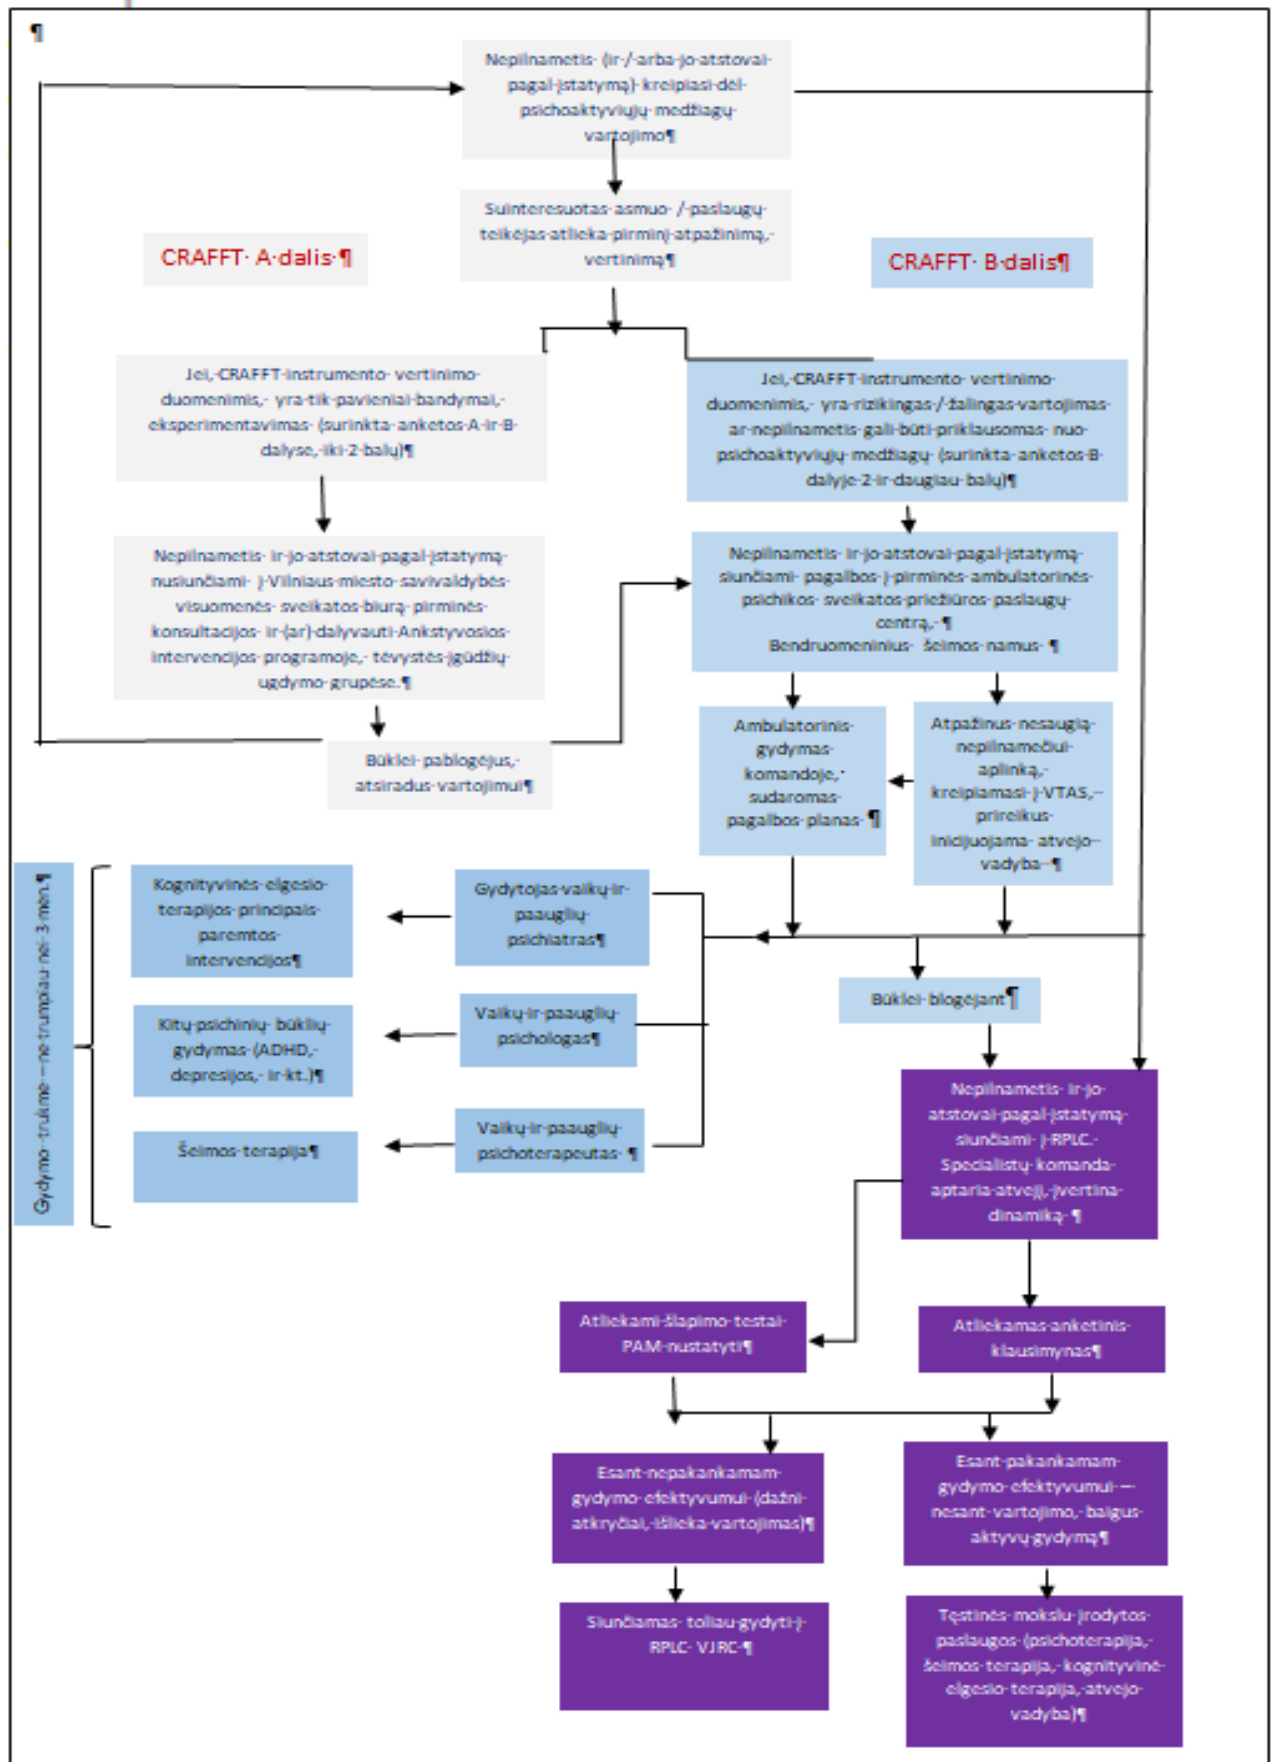 ¶
Nepilnametis· (ir·/·arba·jo·atstovai·
pagal·įstatymą)·kreipiasi·dėl·
psichoaktyviųjų·medžiagų·
vartojimo¶
Suinteresuotas·asmuo·/·paslaugų·
teikėjas·atlieka·pirminį·atpažinimą,·
vertinimą¶
CRAFFT· A·dalis·¶
CRAFFT· B·dalis¶
Jei,·CRAFFT·instrumento· vertinimo·
duomenimis,· yra·tik·pavieniai·bandymai,·
eksperimentavimas· (surinkta·anketos·A·ir·B·
dalyse,·iki·2·balų)¶
Jei,·CRAFFT·instrumento· vertinimo·
duomenimis,· yra·rizikingas·/·žalingas·vartojimas·
ar·nepilnametis·gali·būti·priklausomas· nuo·
psichoaktyviųjų·medžiagų· (surinkta·anketos·B·
dalyje·2·ir·daugiau·balų)¶
Nepilnametis· ir·jo·atstovai·pagal·įstatymą·
nusiunčiami· į·Vilniaus·miesto·savivaldybės·
visuomenės· sveikatos·biurą·pirminės·
konsultacijos· ir·(ar)·dalyvauti·Ankstyvosios·
intervencijos·programoje,· tėvystės·įgūdžių·
ugdymo·grupėse.¶
Nepilnametis· ir·jo·atstovai·pagal·įstatymą·
siunčiami· pagalbos·į·pirminės·ambulatorinės·
psichikos· sveikatos·priežiūros·paslaugų·
centrą,· ¶
Bendruomeninius· šeimos·namus· ¶
Būklei·pablogėjus,·
atsiradus·vartojimui¶
Ambulatorinis·
gydymas·
komandoje,·
sudaromas·
pagalbos·planas· ¶
Atpažinus·nesaugią·
nepilnamečiui·
aplinką,·
kreipiamasi·į·VTAS,·–
prireikus·
inicijuojama· atvejo·–
vadyba·–¶
Gydymo·trukmė·–·ne·trumpiau·nei·3·mėn.¶
Kognityvinės·elgesio·
terapijos·principais·
paremtos·
intervencijos¶
Gydytojas·vaikų·ir·
paauglių·
psichiatras¶
Būklei·blogėjant¶
Kitų·psichinių· būklių·
gydymas·(ADHD,·
depresijos,· ir·kt.)¶
Vaikų·ir·paauglių·
psichologas¶
Šeimos·terapija¶
Vaikų·ir·paauglių·
psichoterapeutas· ¶
Nepilnametis· ir·jo·
atstovai·pagal·įstatymą·
siunčiami· į·RPLC.·
Specialistų·komanda·
aptaria·atvejį,·įvertina·
dinamiką·¶
Atliekami·šlapimo·testai·
PAM·nustatyti¶
Atliekamas·anketinis·
klausimynas¶
Esant·nepakankamam·
gydymo·efektyvumui·(dažni·
atkryčiai,·išlieka·vartojimas)¶
Esant·pakankamam·
gydymo·efektyvumui·–·
nesant·vartojimo,·baigus·
aktyvų·gydymą¶
Siunčiamas· toliau·gydyti·į·
RPLC· VJRC·¶
Tęstinės·mokslu·įrodytos·
paslaugos·(psichoterapija,·
šeimos·terapija,·kognityvinė·
elgesio·terapija,·atvejo·
vadyba)¶